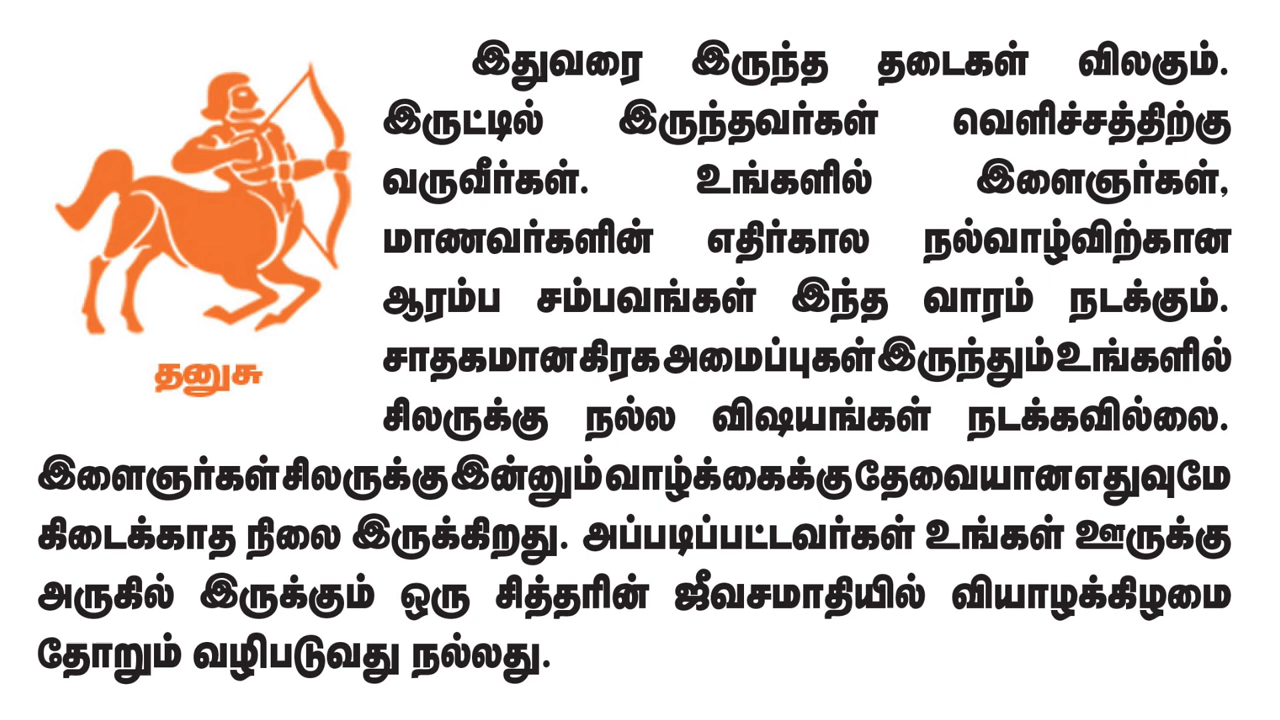 இதுவரை இருந்த தடைகள் விலகும்.
இருட்டில் இருந்தவர்கள் வெளிச்சத்திற்கு
வருவீர்கள். உங்களில் இளைஞர்கள்,
மாணவர்களின் எதிர்கால நல்வாழ்விற்கான
ஆரம்ப சம்பவங்கள் இந்த வாரம் நடக்கும்.
சாதகமான கிரக அமைப்புகள் இருந்தும் உங்களில்
சிலருக்கு நல்ல விஷயங்கள் நடக்கவில்லை.
இளைஞர்கள் சிலருக்கு இன்னும் வாழ்க்கைக்கு தேவையான எதுவுமே
கிடைக்காத நிலை இருக்கிறது. அப்படிப்பட்டவர்கள் உங்கள் ஊருக்கு
அருகில் இருக்கும் ஒரு சித்தரின் ஜீவசமாதியில் வியாழக்கிழமை
தோறும் வழிபடுவது நல்லது.
தனுசு